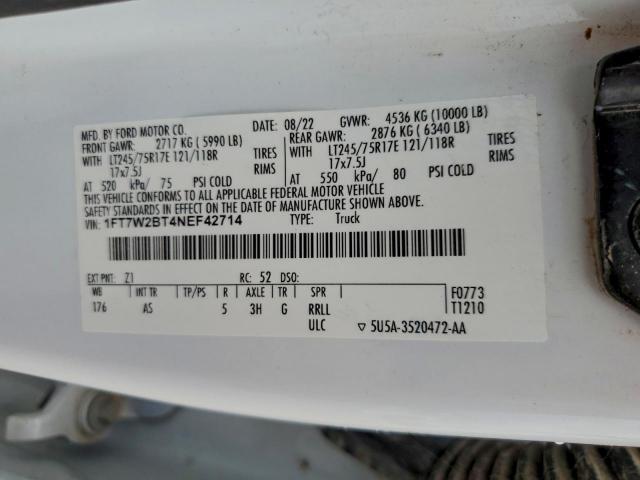 MFD. BY FORD MOTOR CO.
DATE: 08/22 GVWR: 4536 KG (10000 LB)
FRONT GAWR: 2717 KG (5990 LB)
REAR GAWR: 2876 KG (6340 LB)
WITH LT245/75R17E 121/118R TIRES
WITH LT245/75R17E 121/118R TIRES
17x7.5J RIMS
17x7.5J RIMS
AT 520 kPa/ 75 PSI COLD
AT 550 kPa/ 80 PSI COLD
THIS VEHICLE CONFORMS TO ALL APPLICABLE FEDERAL MOTOR VEHICLE
SAFETY AND THEFT PREVENTION STANDARDS IN EFFECT ON THE DATE OF MANUFACTURE SHOWN ABOVE.
VIN: 1FT7W2BT4NEF42714 TYPE: Truck
EXT PNT: Z1 RC: 52 DSO:
WB INT TR TP/PS R AXLE TR SPR F0773
176 AS 5 3H G RRLL T1210
ULC ▽ 5U5A-3520472-AA